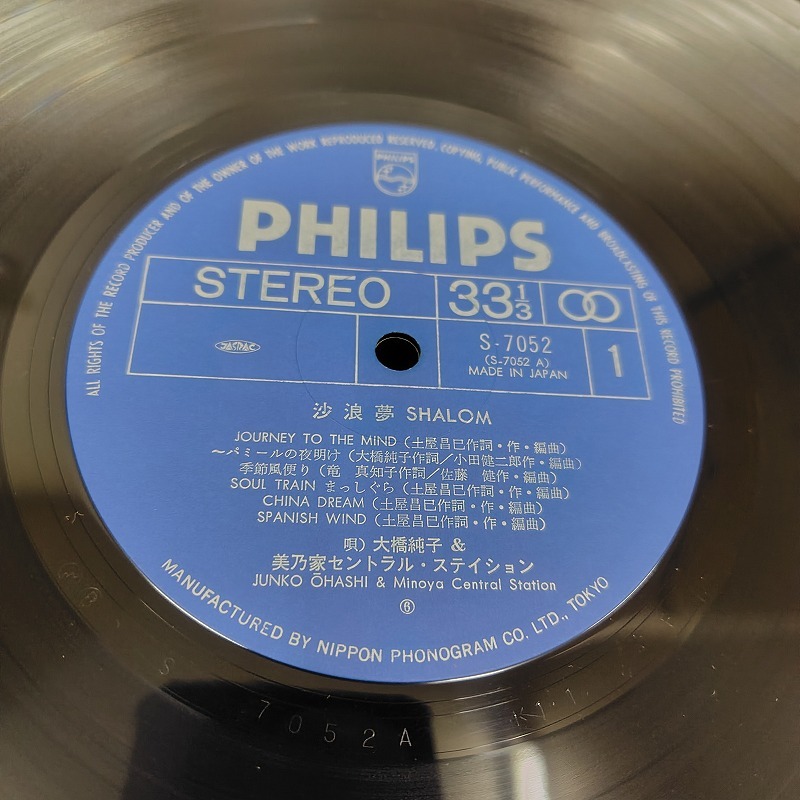 ALL RIGHTS OF THE RECORD PRODUCER AND OF THE OWNER OF THE WORK REPRODUCED RESERVED. COPYING, PUBLIC PERFORMANCE AND BROADCASTING OF THIS RECORD PROHIBITED
PHILIPS
PHILIPS
STEREO 33 1/3
JASRAC S-7052 1
(S-7052 A)
MADE IN JAPAN
沙浪夢 SHALOM
JOURNEY TO THE MiND (土屋昌巳作詞・作・編曲)
〜パミールの夜明け (大橋純子作詞/小田健二郎作・編曲)
季節風便り (竜 真知子作詞/佐藤 健作・編曲)
SOUL TRAIN まっしぐら (土屋昌巳作詞・作・編曲)
CHINA DREAM (土屋昌巳作詞・作・編曲)
SPANISH WIND (土屋昌巳作詞・作・編曲)
唄) 大橋純子 &
美乃家セントラル・ステイション
JUNKO ŌHASHI & Minoya Central Station
⑥
MANUFACTURED BY NIPPON PHONOGRAM CO. LTD., TOKYO
S 7052A